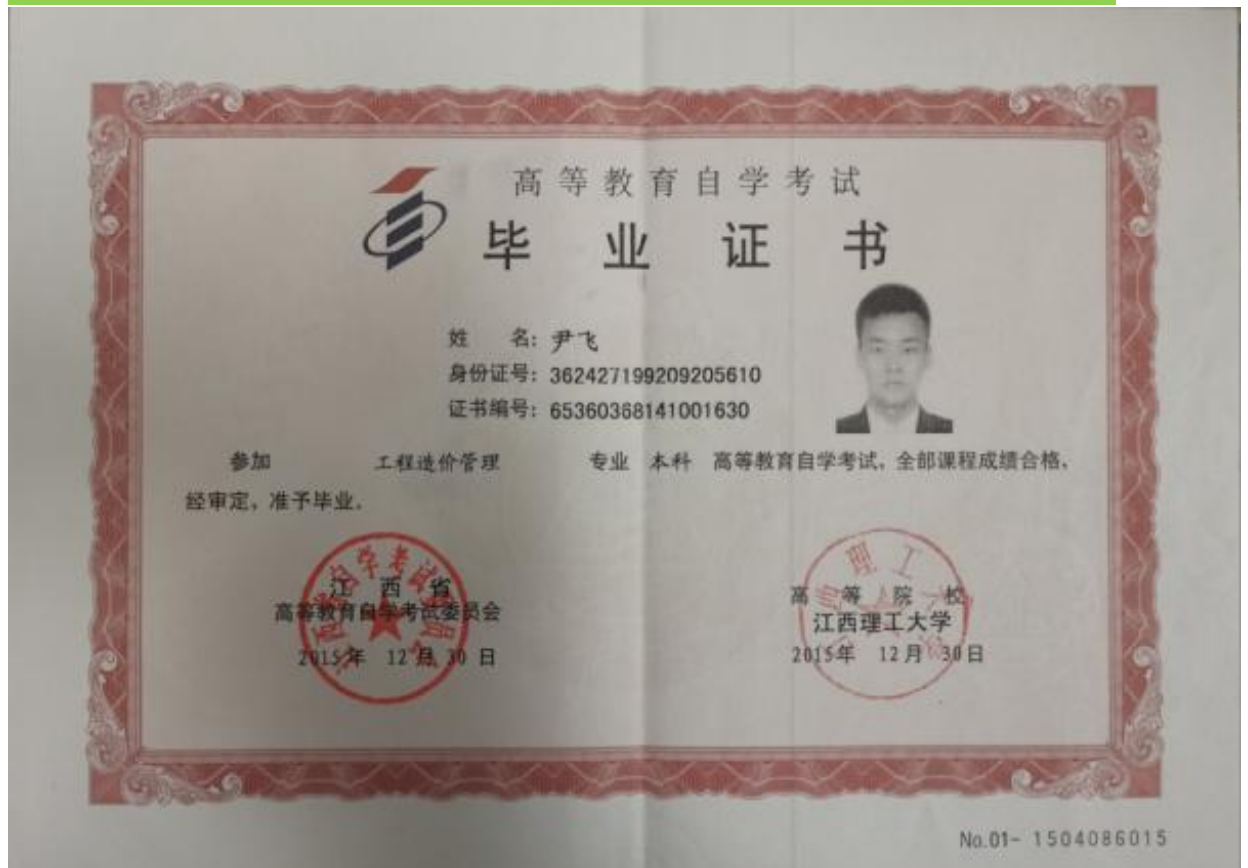 高等教育自学考试
毕业证书
姓 名: 尹飞
身份证号: 362427199209205610
证书编号: 65360368141001630
参加 工程造价管理 专业 本科 高等教育自学考试,全部课程成绩合格,
经审定,准予毕业.
江西省
高等教育自学考试委员会
2015年 12月 30日
高等院校
江西理工大学
2015年 12月 30日
No.01- 1504086015